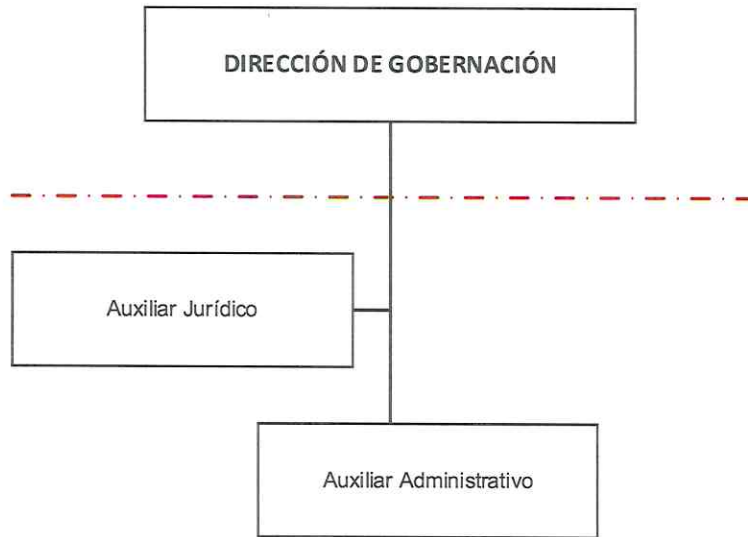 DIRECCIÓN DE GOBERNACIÓN
Auxiliar Jurídico
Auxiliar Administrativo